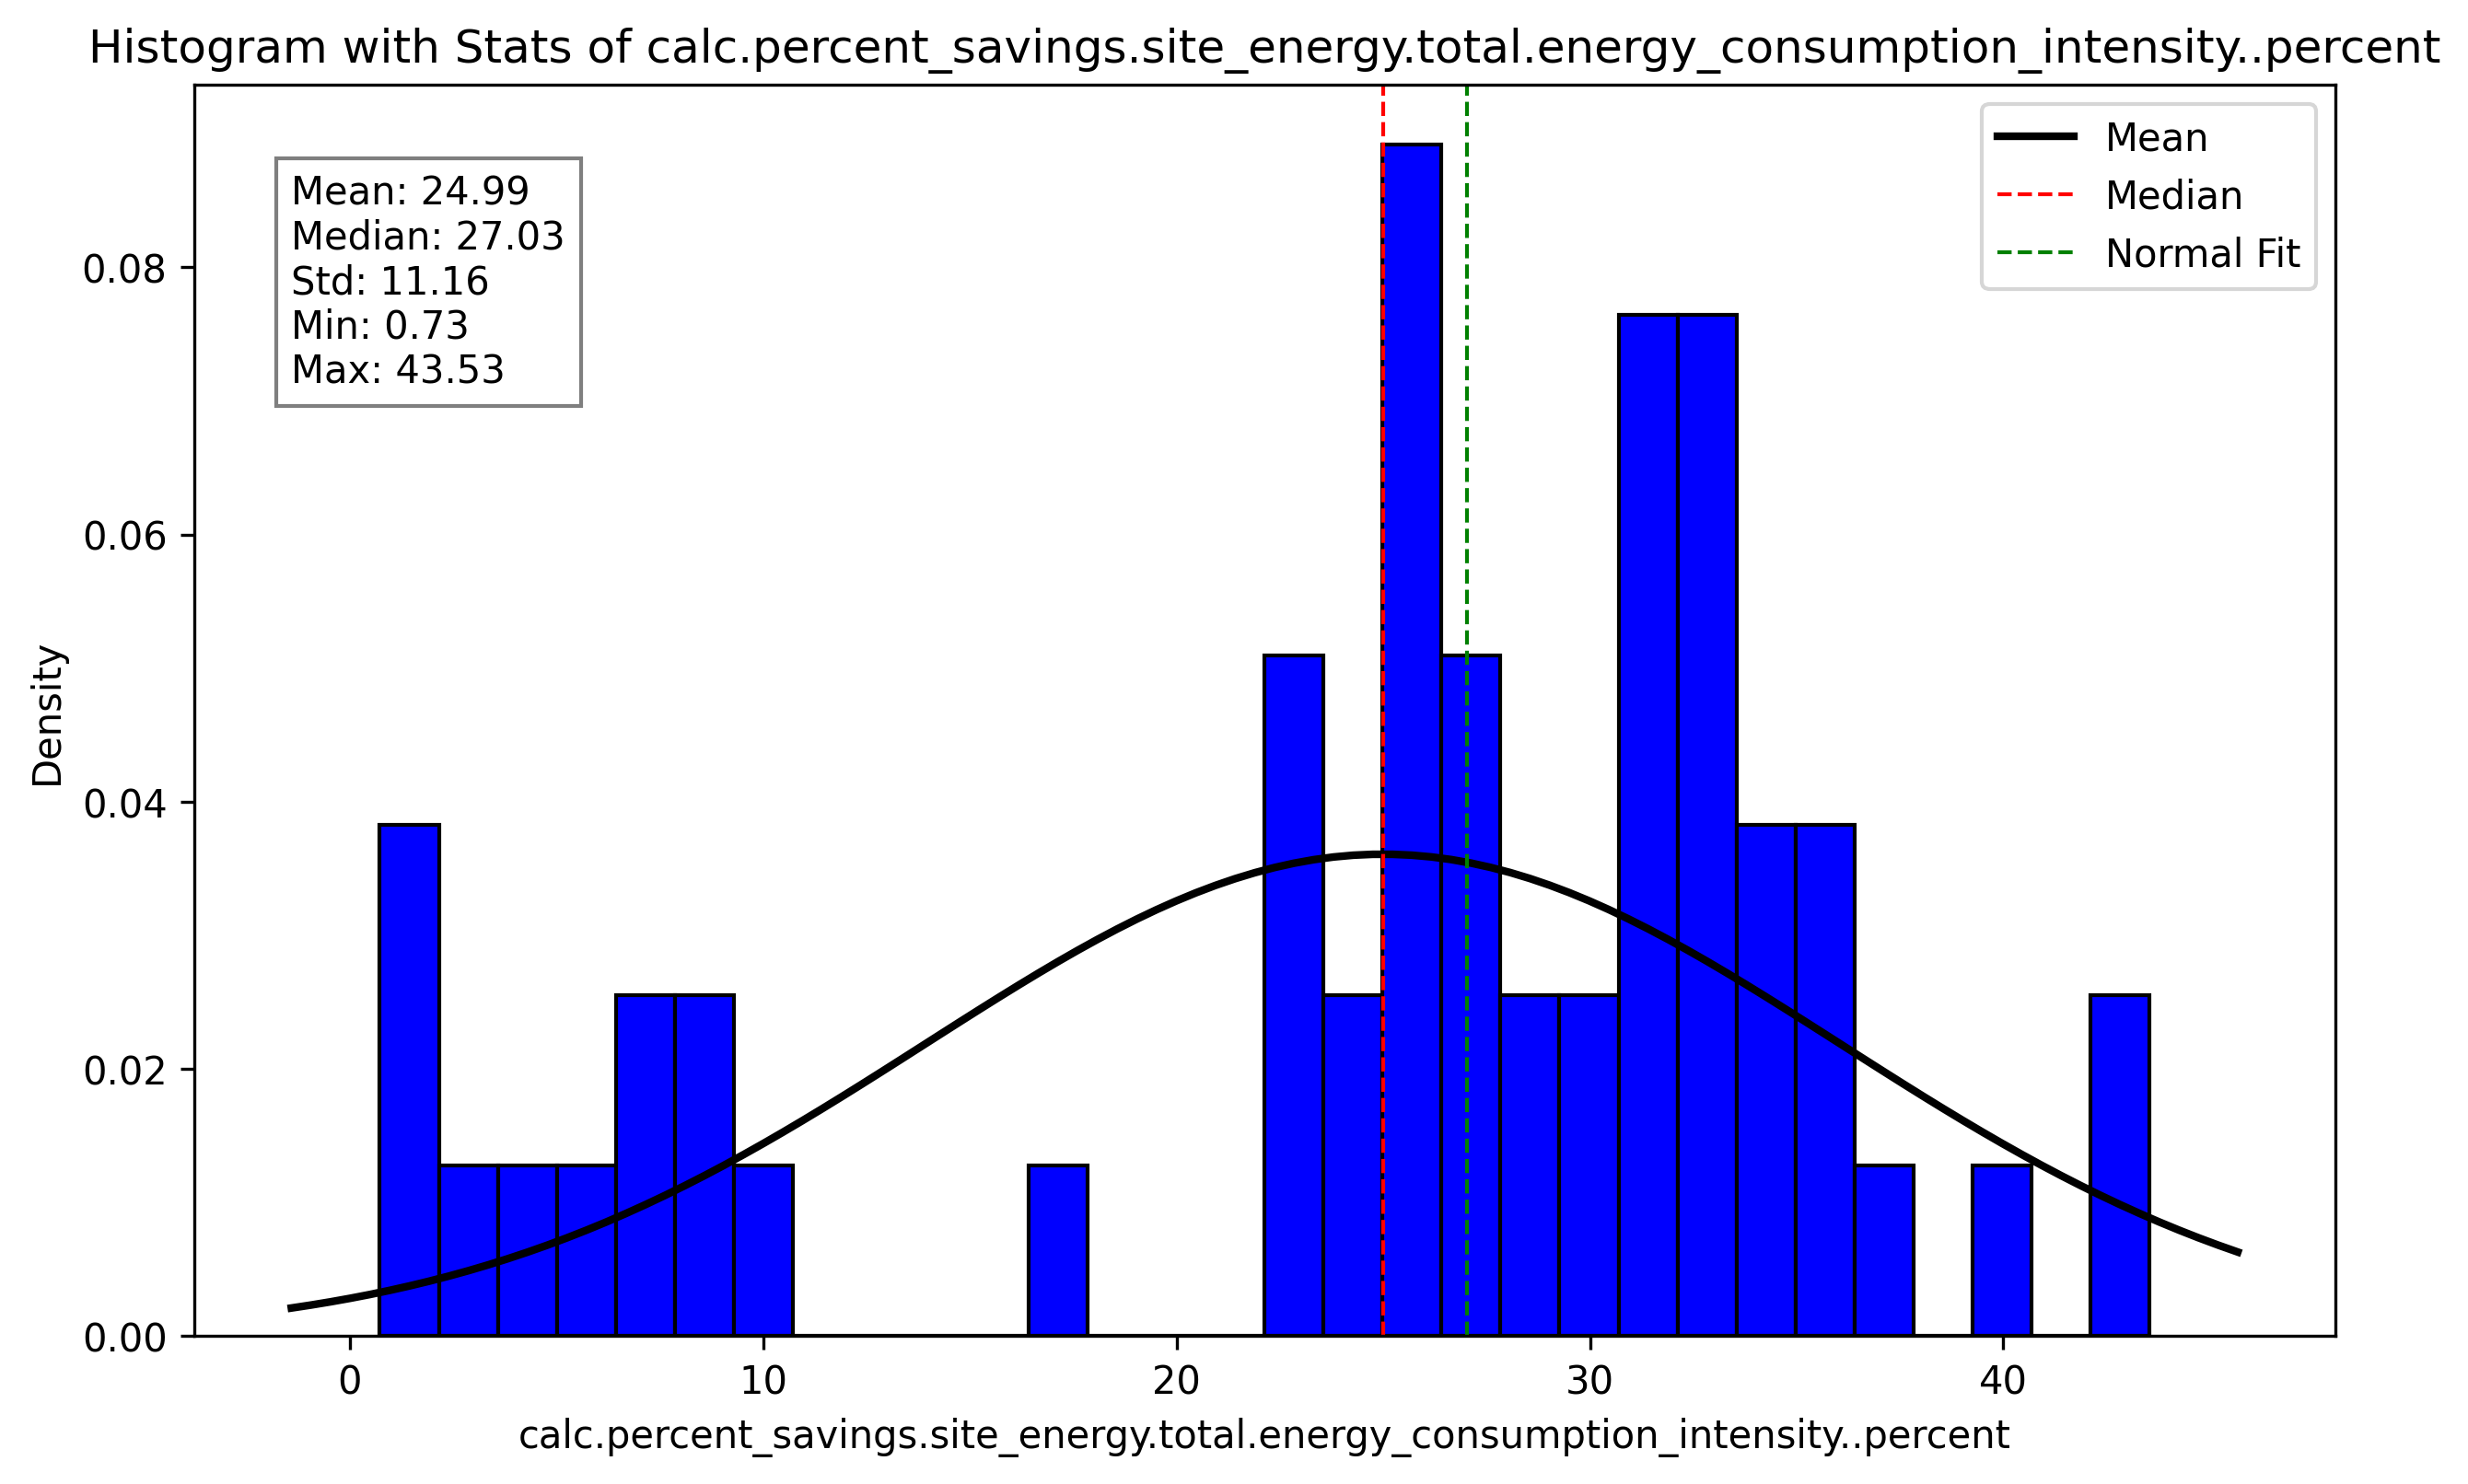 Histogram with Stats of calc.percent_savings.site_energy.total.energy_consumption_intensity..percent
Mean: 24.99
Median: 27.03
Std: 11.16
Min: 0.73
Max: 43.53
Mean
Median
Normal Fit
Density
0.08
0.06
0.04
0.02
0.00
0 10 20 30 40
calc.percent_savings.site_energy.total.energy_consumption_intensity..percent